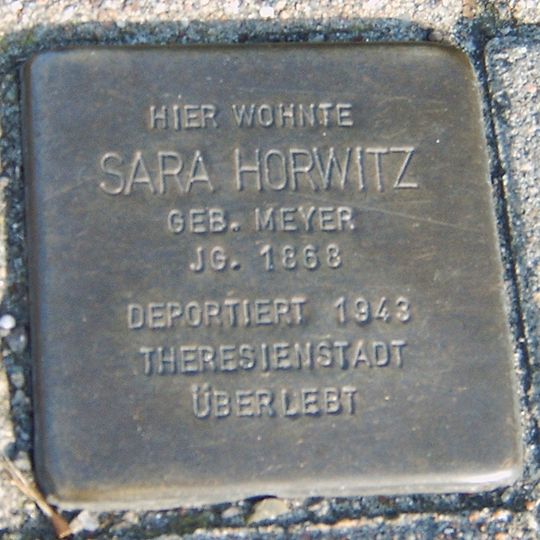 HIER WOHNTE
SARA HORWITZ
GEB. MEYER
JG. 1868
DEPORTIERT 1943
THERESIENSTADT
ÜBERLEBT